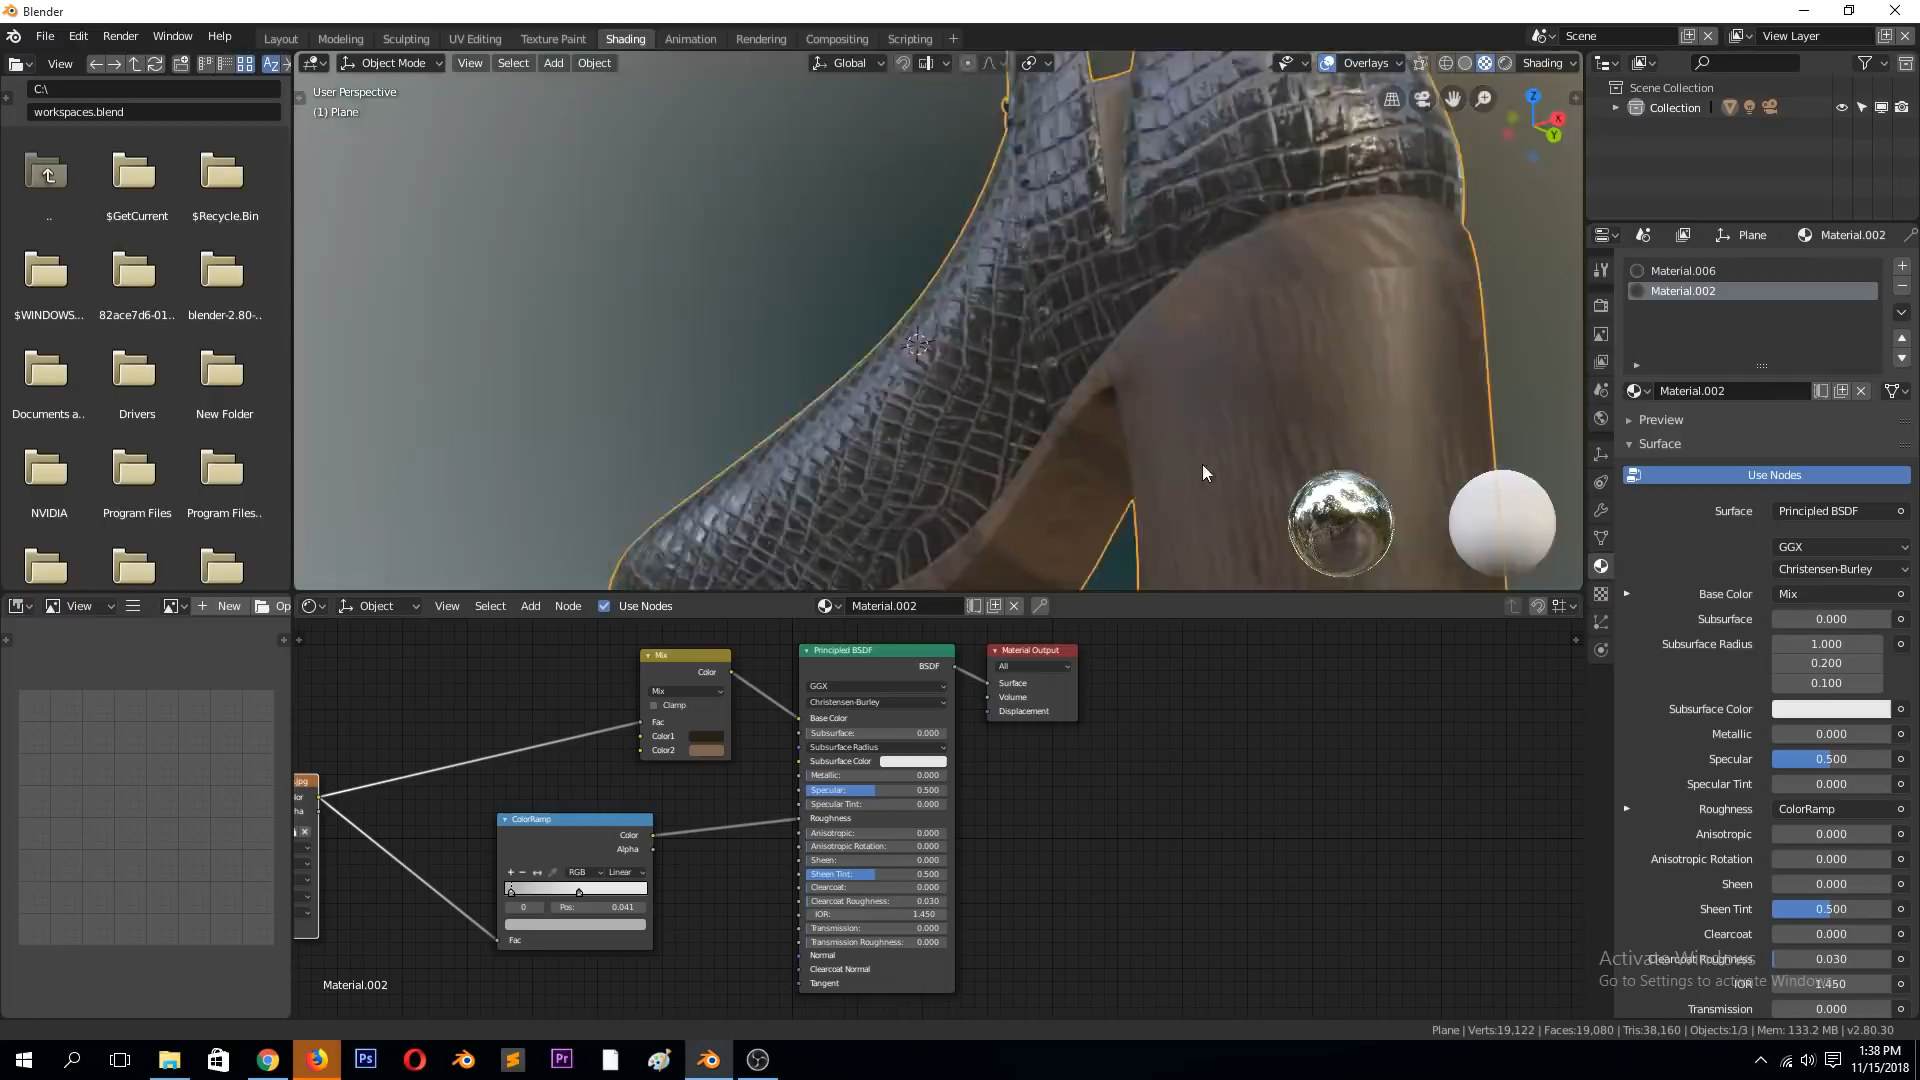 Blender
File Edit Render Window Help
Layout Modeling Sculpting UV Editing Texture Paint Shading Animation Rendering Compositing Scripting
Scene
View Layer
View
Object Mode View Select Add Object
Global
Overlays
Shading
C:\
workspaces.blend
User Perspective
(1) Plane
Z
X
Y
Scene Collection
Collection
..
$GetCurrent
$Recycle.Bin
$WINDOWS...
82ace7d6-01..
blender-2.80-..
Documents a..
Drivers
New Folder
NVIDIA
Program Files
Program Files..
Plane
Material.002
Material.006
Material.002
Material.002
Preview
Surface
Use Nodes
Surface Principled BSDF
GGX
Christensen-Burley
Base Color Mix
Subsurface 0.000
Subsurface Radius 1.000
0.200
0.100
Subsurface Color
Metallic 0.000
Specular 0.500
Specular Tint 0.000
Roughness ColorRamp
Anisotropic 0.000
Anisotropic Rotation 0.000
Sheen 0.000
Sheen Tint 0.500
Clearcoat 0.000
Clearcoat Roughness 0.030
IOR 1.450
Transmission 0.000
Activate Windows
Go to Settings to activate Windows.
View
New
Op
Object View Select Add Node Use Nodes
Material.002
Mix
Color
Mix
Clamp
Fac
Color1
Color2
Principled BSDF
BSDF
GGX
Christensen-Burley
Base Color
Subsurface: 0.000
Subsurface Radius
Subsurface Color
Metallic: 0.000
Specular: 0.500
Specular Tint: 0.000
Roughness
Anisotropic: 0.000
Anisotropic Rotation: 0.000
Sheen: 0.000
Sheen Tint: 0.500
Clearcoat: 0.000
Clearcoat Roughness: 0.030
IOR: 1.450
Transmission: 0.000
Transmission Roughness: 0.000
Normal
Clearcoat Normal
Tangent
Material Output
All
Surface
Volume
Displacement
.jpg
lor
ha
ColorRamp
Color
Alpha
RGB Linear
0 Pos: 0.041
Fac
Material.002
Plane | Verts:19,122 | Faces:19,080 | Tris:38,160 | Objects:1/3 | Mem: 133.2 MB | v2.80.30
Ps
Pr
1:38 PM
11/15/2018